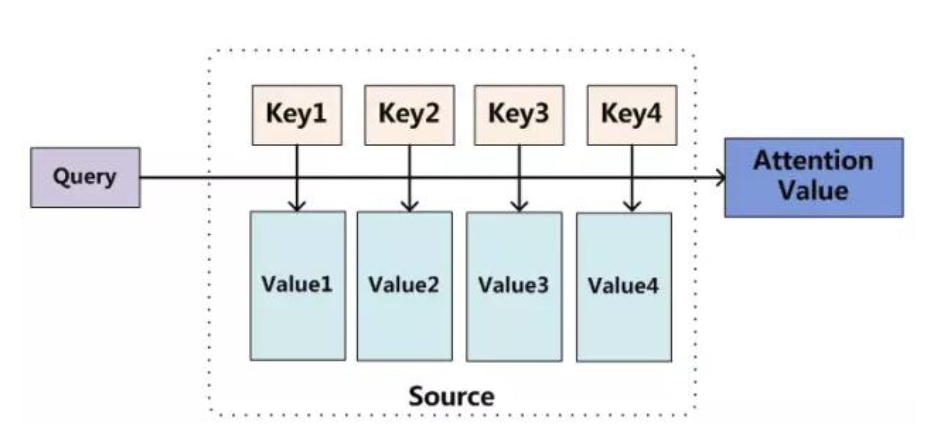 Key1
Key2
Key3
Key4
Query
Attention
Value
Value1
Value2
Value3
Value4
Source